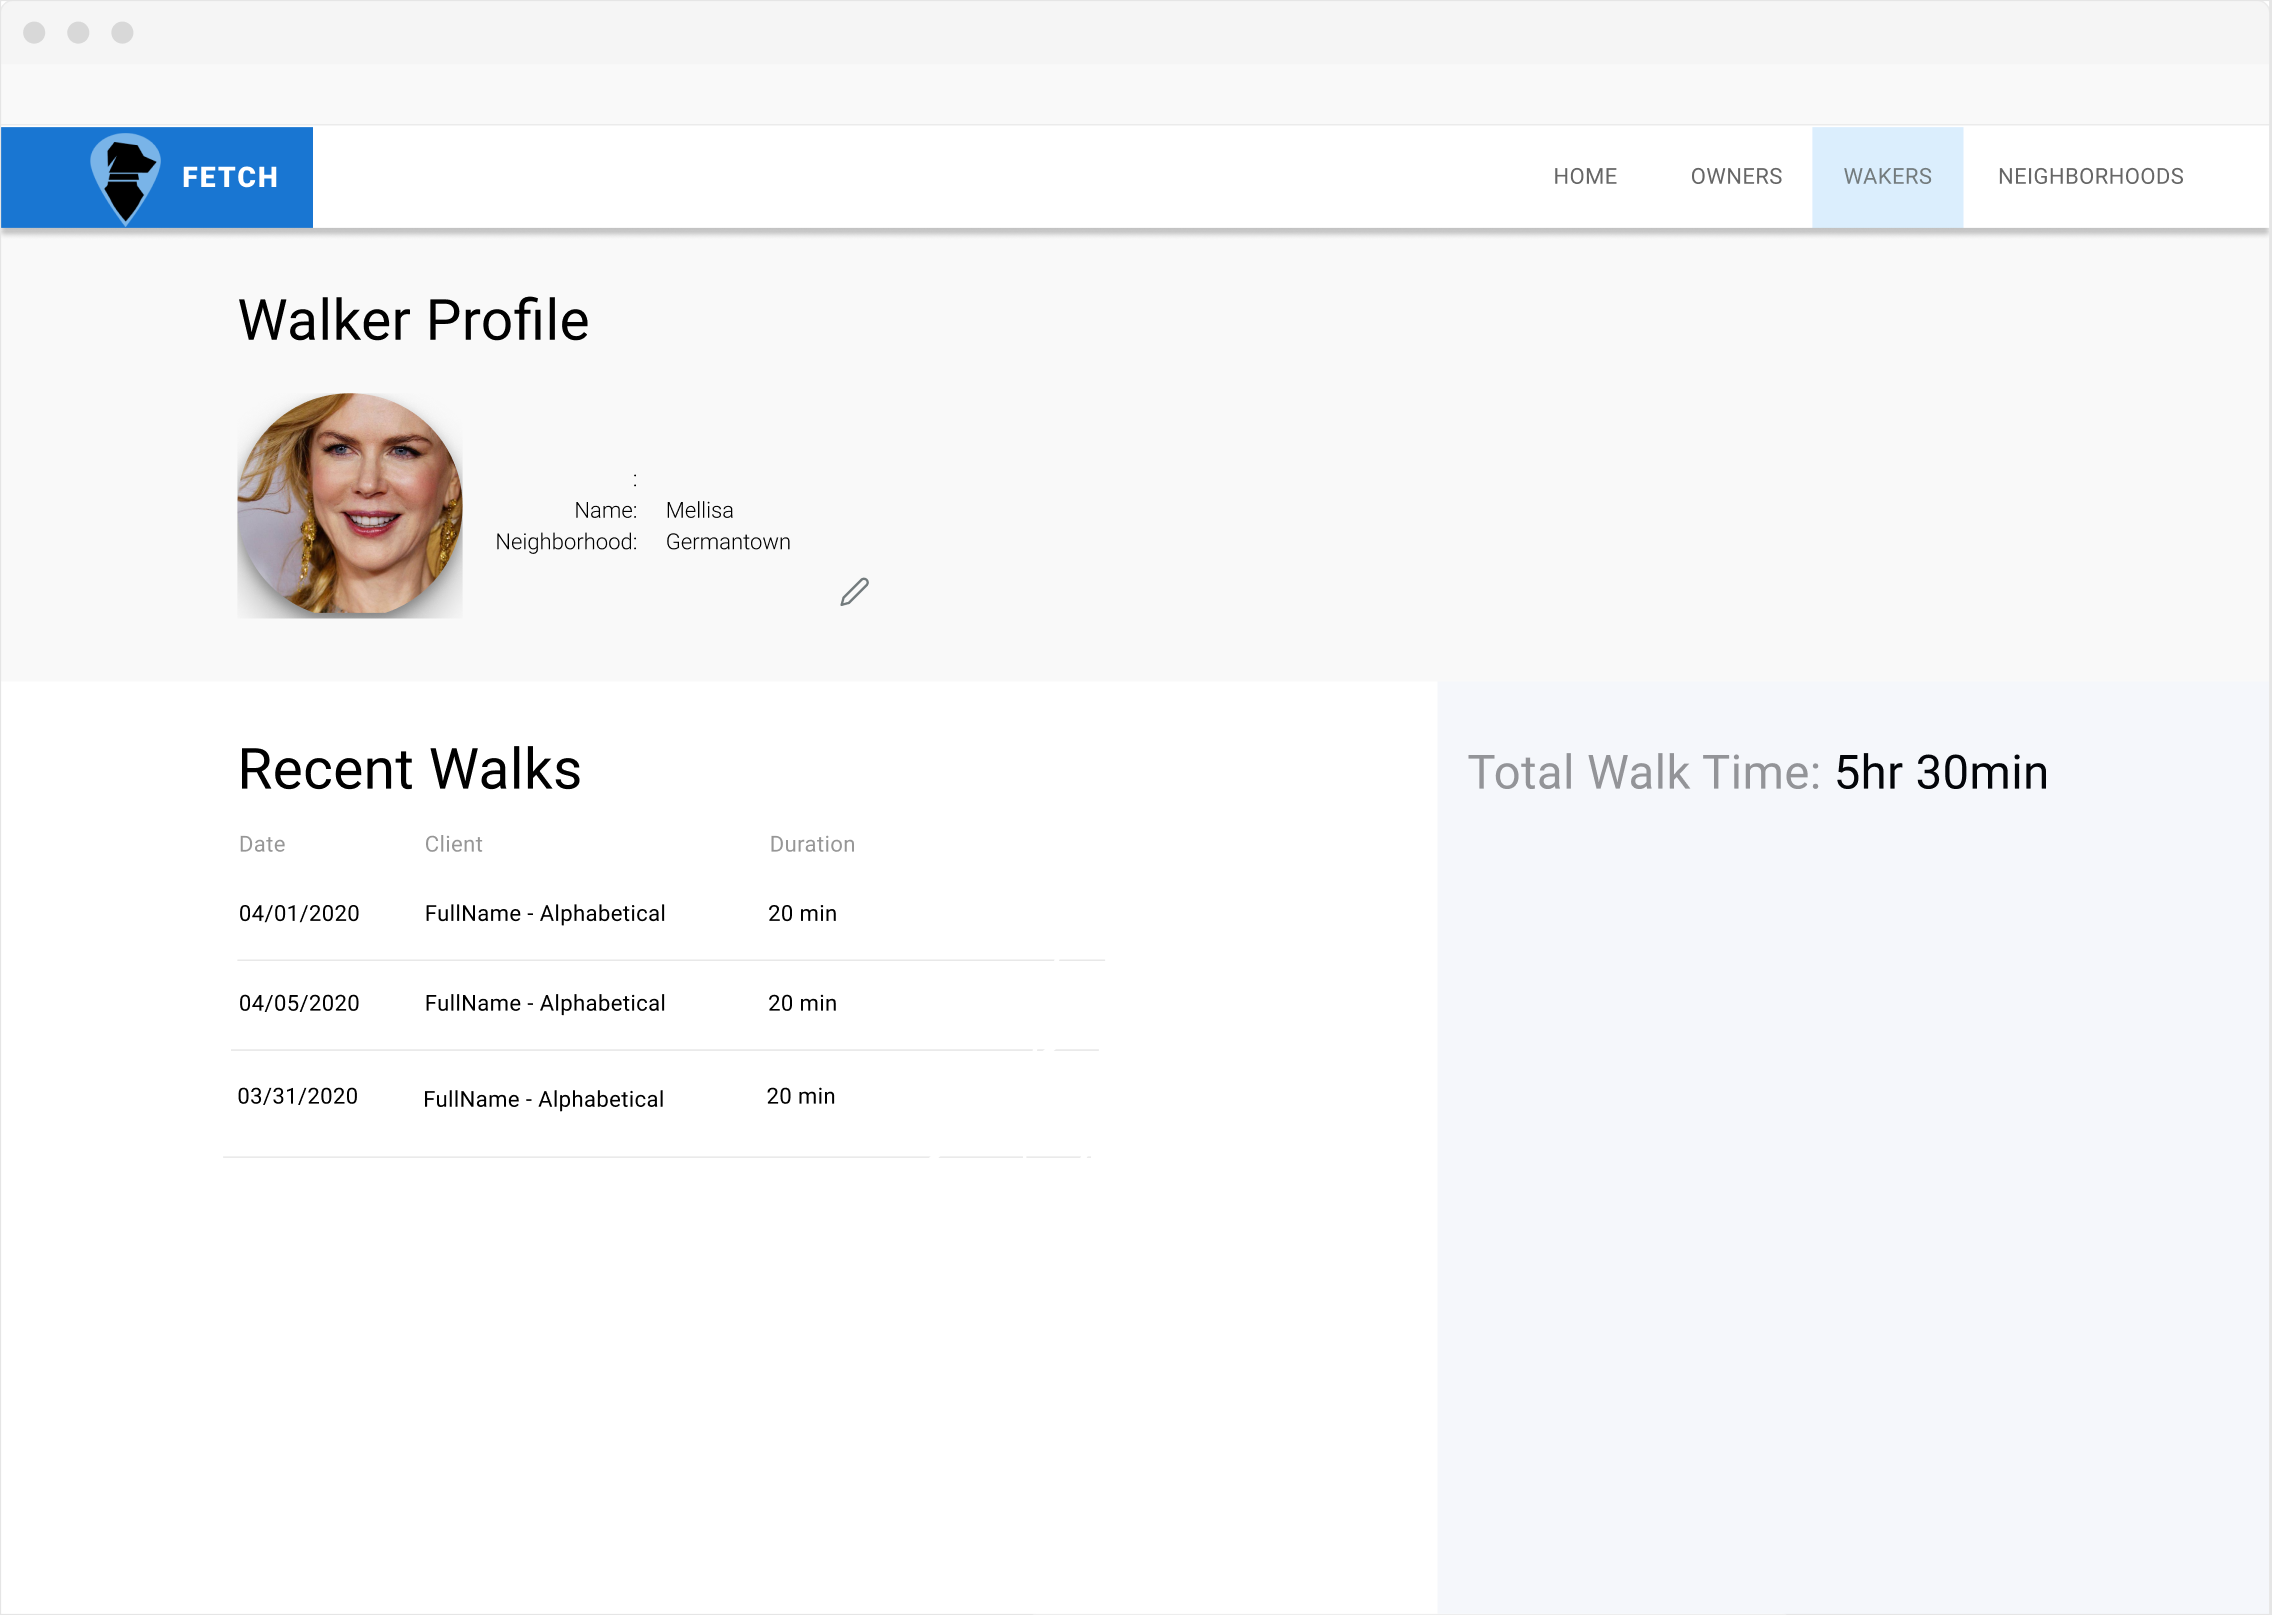 FETCH
HOME OWNERS WAKERS NEIGHBORHOODS
Walker Profile
:
Name: Mellisa
Neighborhood: Germantown
Recent Walks
Total Walk Time: 5hr 30min
Date Client Duration
04/01/2020 FullName - Alphabetical 20 min
04/05/2020 FullName - Alphabetical 20 min
03/31/2020 FullName - Alphabetical 20 min